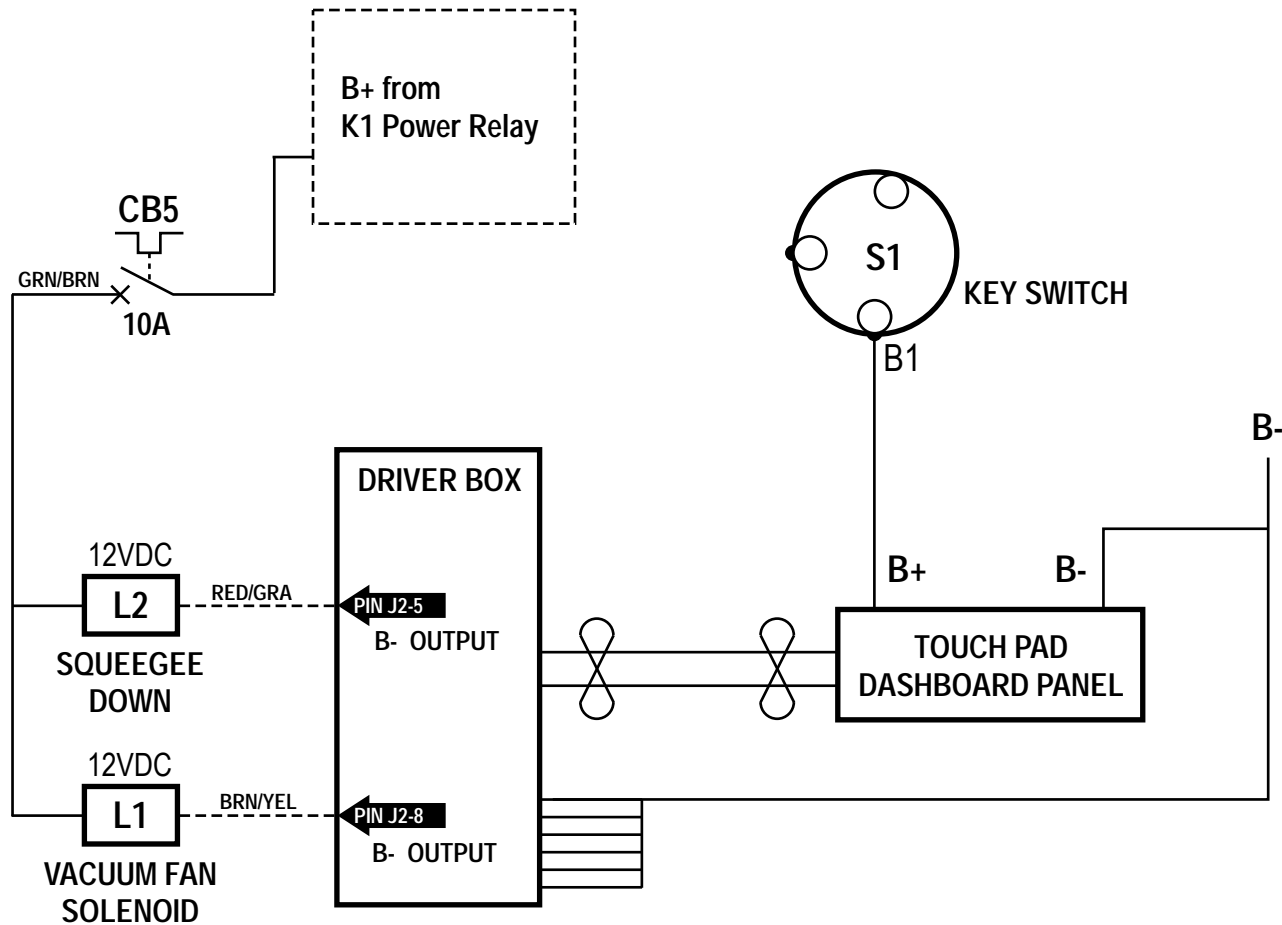 B+ from
K1 Power Relay
CB5
GRN/BRN
10A
S1
KEY SWITCH
B1
B-
DRIVER BOX
12VDC
L2
RED/GRA
PIN J2-5
B- OUTPUT
SQUEEGEE
DOWN
B+
B-
TOUCH PAD
DASHBOARD PANEL
12VDC
L1
BRN/YEL
PIN J2-8
B- OUTPUT
VACUUM FAN
SOLENOID